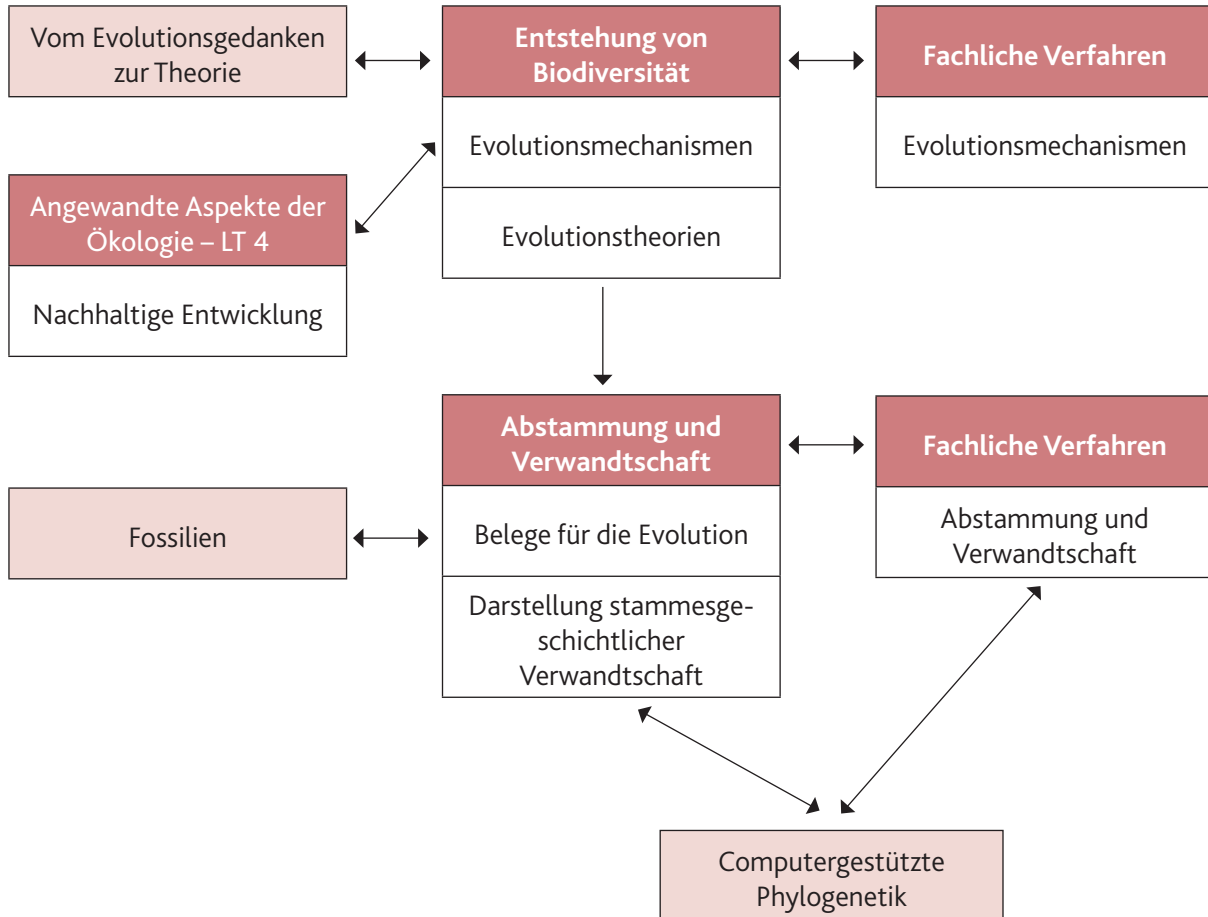 Vom Evolutionsgedanken
zur Theorie
Entstehung von
Biodiversität
Fachliche Verfahren
Evolutionsmechanismen
Evolutionsmechanismen
Angewandte Aspekte der
Ökologie – LT 4
Evolutionstheorien
Nachhaltige Entwicklung
Abstammung und
Verwandtschaft
Fachliche Verfahren
Fossilien
Belege für die Evolution
Abstammung und
Verwandtschaft
Darstellung stammesge-
schichtlicher
Verwandtschaft
Computergestützte
Phylogenetik